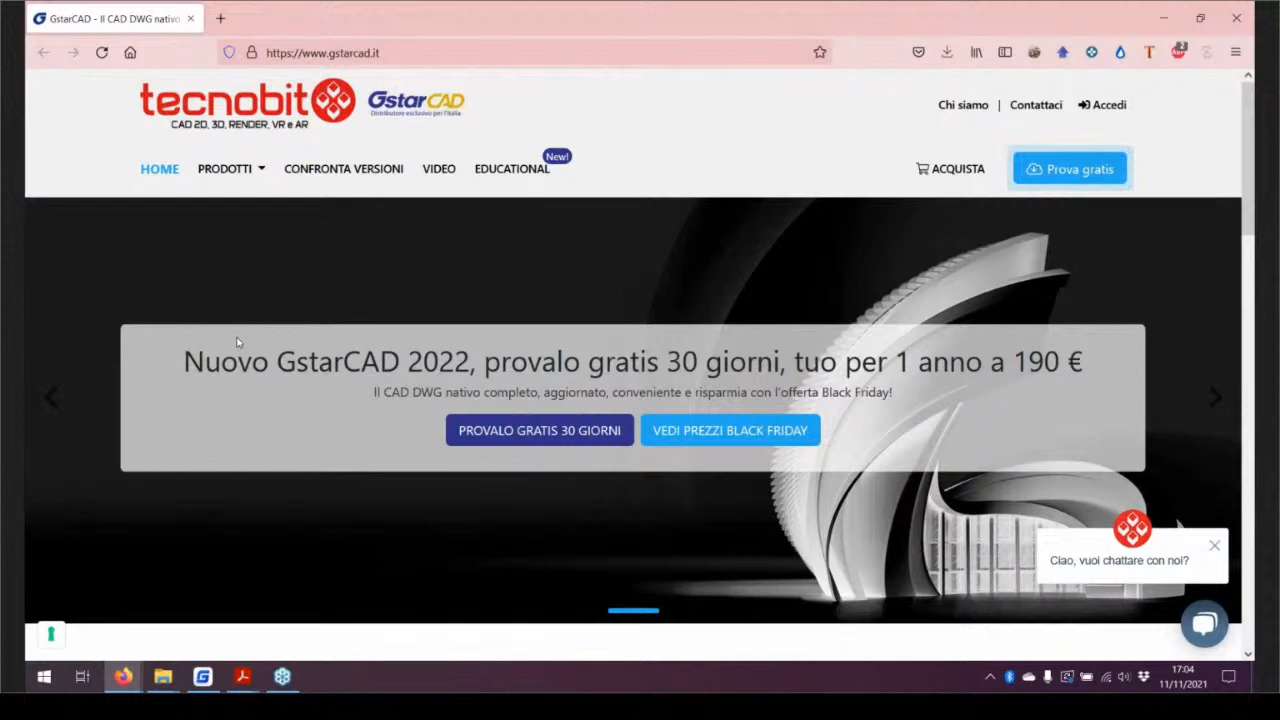 GstarCAD - Il CAD DWG nativo
https://www.gstarcad.it
2
tecnobit
CAD 2D, 3D, RENDER, VR e AR
GstarCAD
Distributore esclusivo per l'Italia
Chi siamo | Contattaci Accedi
HOME PRODOTTI CONFRONTA VERSIONI VIDEO EDUCATIONAL New! ACQUISTA Prova gratis
Nuovo GstarCAD 2022, provalo gratis 30 giorni, tuo per 1 anno a 190 €
Il CAD DWG nativo completo, aggiornato, conveniente e risparmia con l'offerta Black Friday!
PROVALO GRATIS 30 GIORNI VEDI PREZZI BLACK FRIDAY
Ciao, vuoi chattare con noi?
17:04
11/11/2021